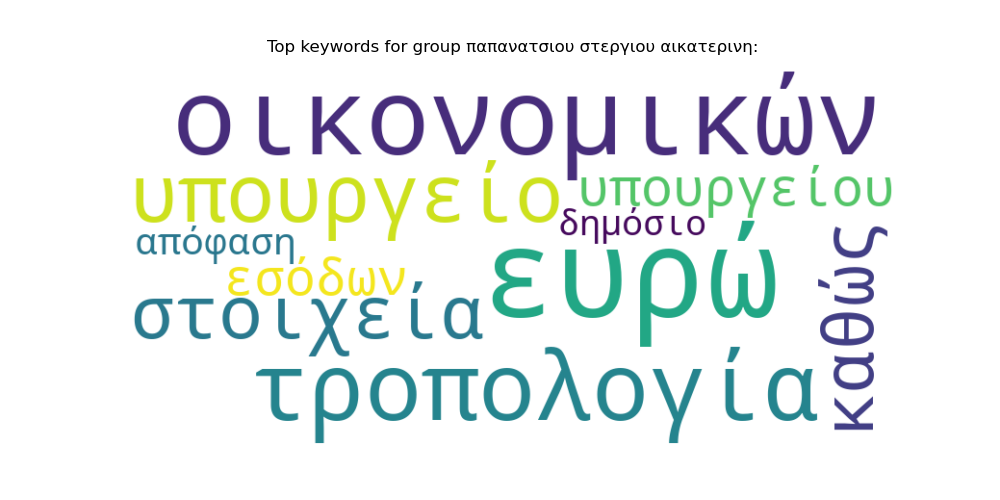 Top keywords for group παπανατσιου στεργιου αικατερινη:
οικονομικών
υπουργείο
υπουργείου
δημόσιο
απόφαση
ευρώ
καθώς
εσόδων
στοιχεία
τροπολογία